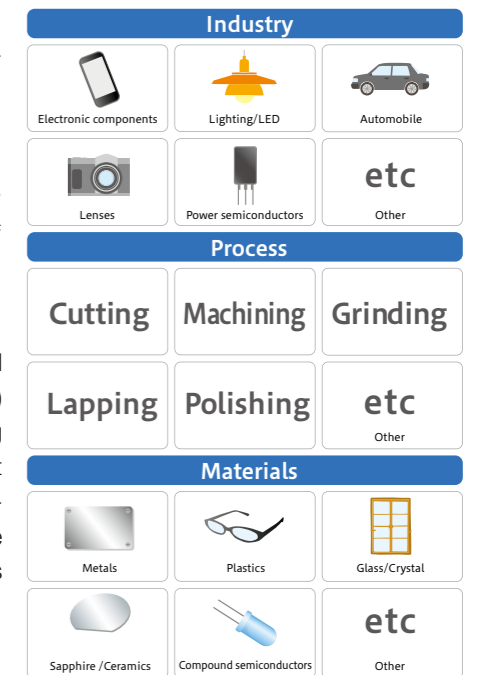 Industry
Electronic components
Lighting/LED
Automobile
Lenses
Power semiconductors
etc
Other
Process
Cutting
Machining
Grinding
Lapping
Polishing
etc
Other
Materials
Metals
Plastics
Glass/Crystal
Sapphire /Ceramics
Compound semiconductors
etc
Other